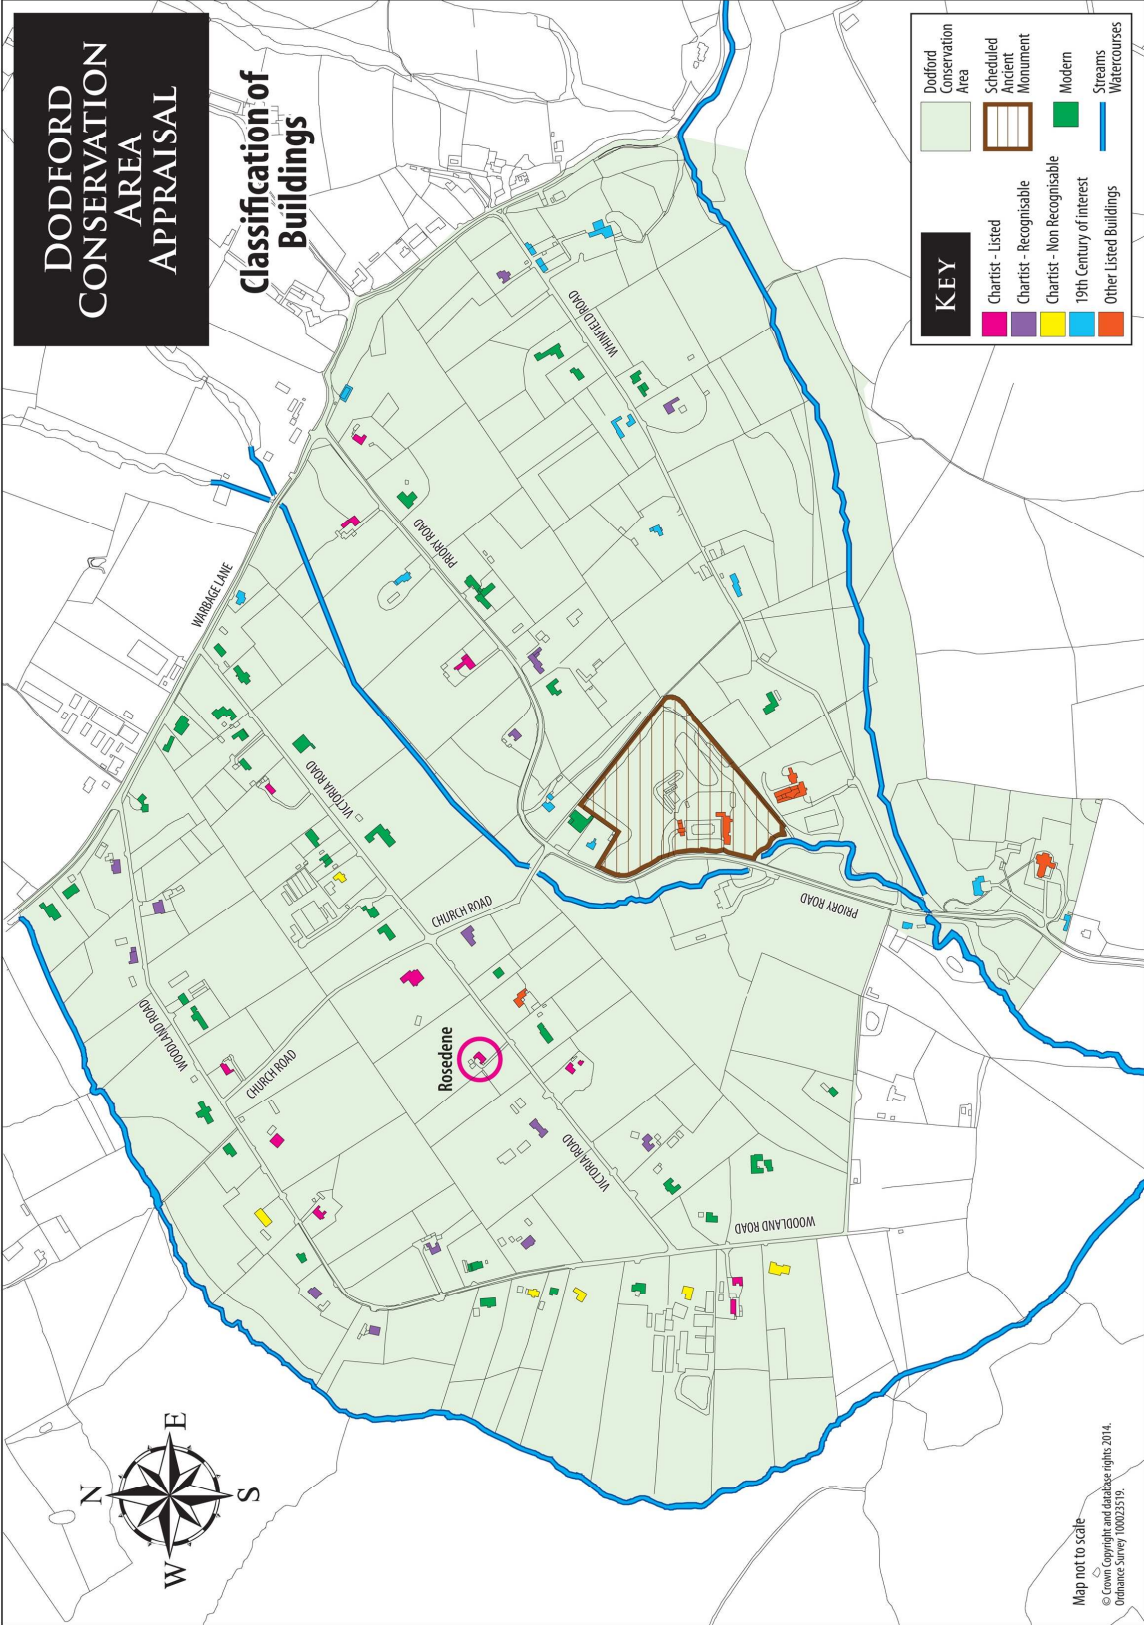 DODFORD
CONSERVATION
AREA
APPRAISAL
Classification of
Buildings
WARBAGE LANE
WHINFIELD ROAD
PRIORY ROAD
VICTORIA ROAD
CHURCH ROAD
WOODLAND ROAD
CHURCH ROAD
Rosedene
VICTORIA ROAD
WOODLAND ROAD
PRIORY ROAD
N
E
S
W
KEY
Chartist - Listed
Chartist - Recognisable
Chartist - Non Recognisable
19th Century of interest
Other Listed Buildings
Dodford
Conservation
Area
Scheduled
Ancient
Monument
Modern
Streams
Watercourses
Map not to scale
© Crown Copyright and database rights 2014.
Ordnance Survey 100023519.